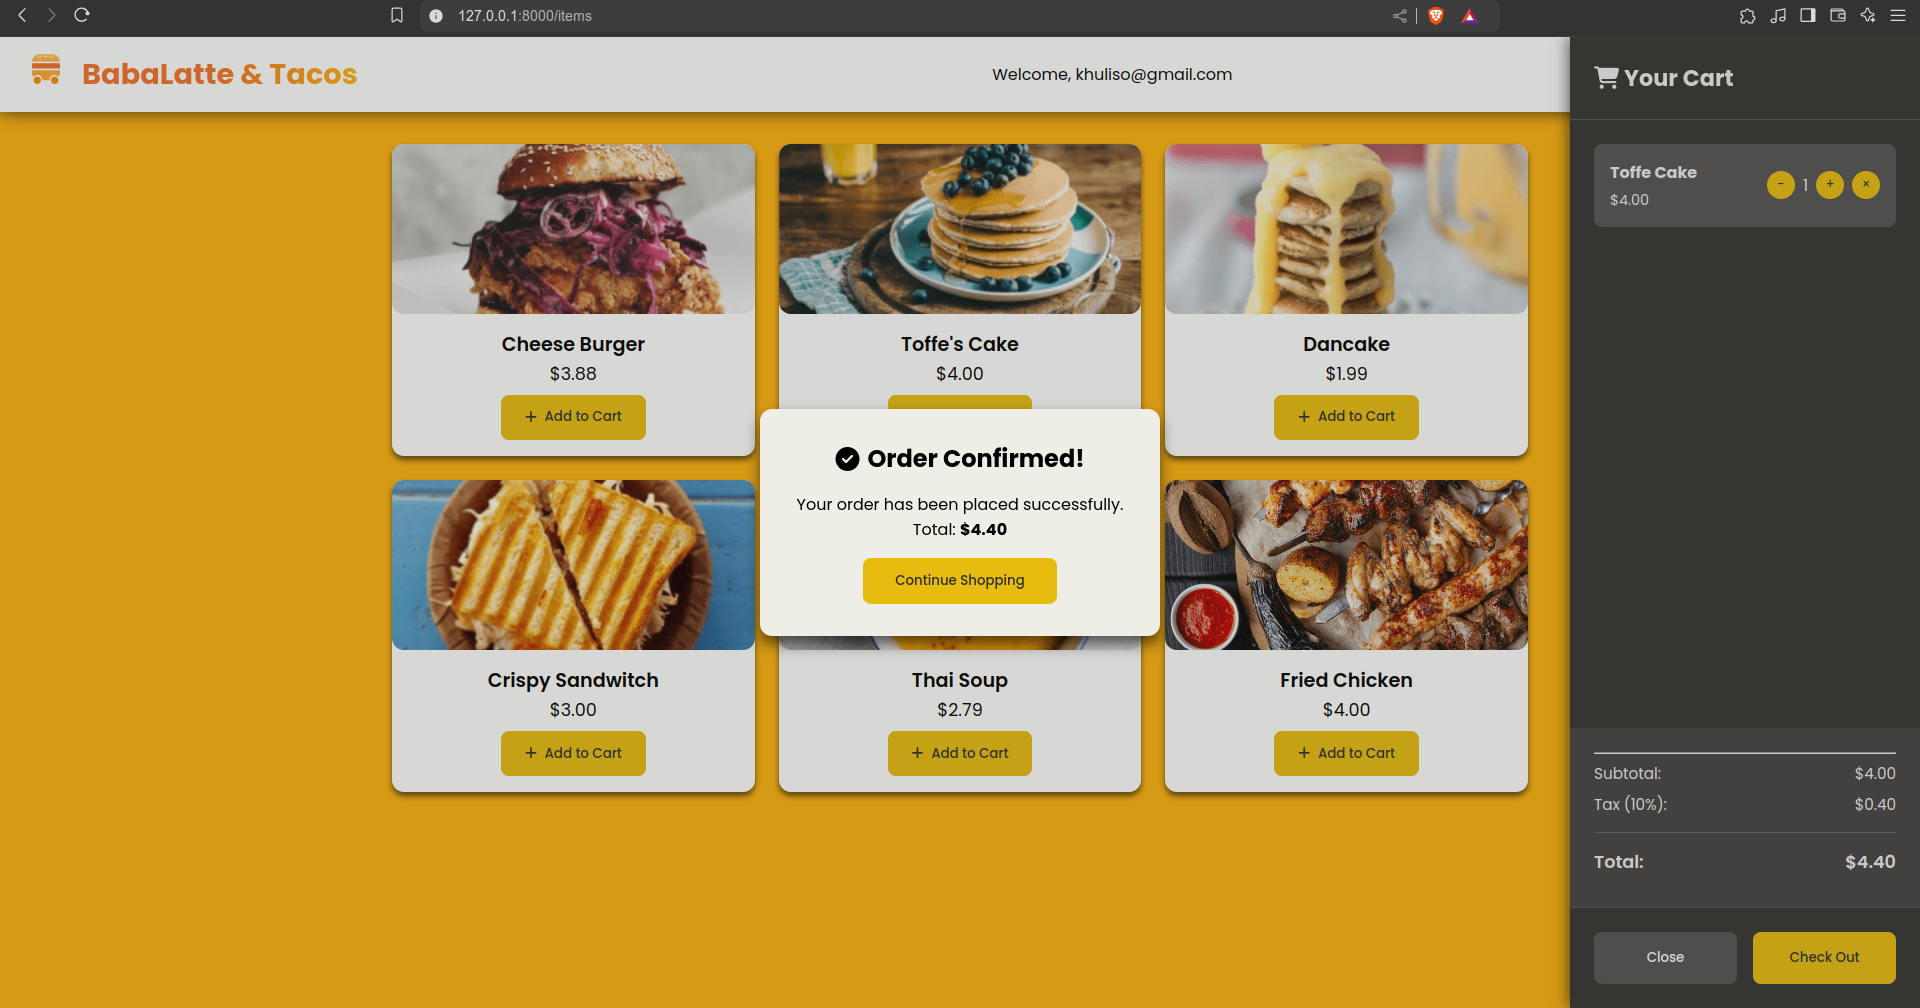 127.0.0.1:8000/items
BabaLatte & Tacos
Welcome, khuliso@gmail.com
Cheese Burger
$3.88
+ Add to Cart
Toffe's Cake
$4.00
Dancake
$1.99
+ Add to Cart
Order Confirmed!
Your order has been placed successfully.
Total: $4.40
Continue Shopping
Crispy Sandwitch
$3.00
+ Add to Cart
Thai Soup
$2.79
+ Add to Cart
Fried Chicken
$4.00
+ Add to Cart
Your Cart
Toffe Cake
$4.00
- 1 + ×
Subtotal: $4.00
Tax (10%): $0.40
Total: $4.40
Close
Check Out